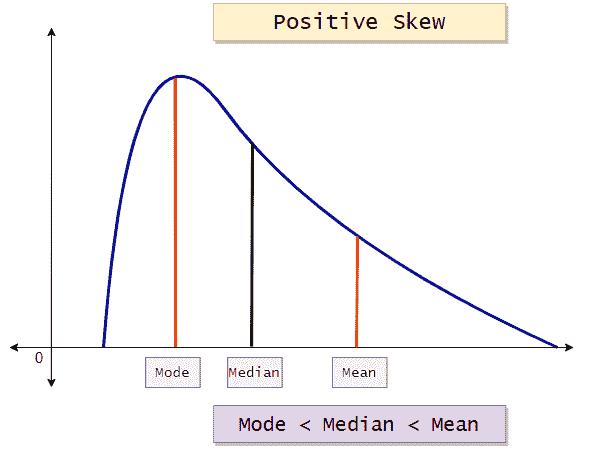 Positive Skew
0
Mode
Median
Mean
Mode < Median < Mean